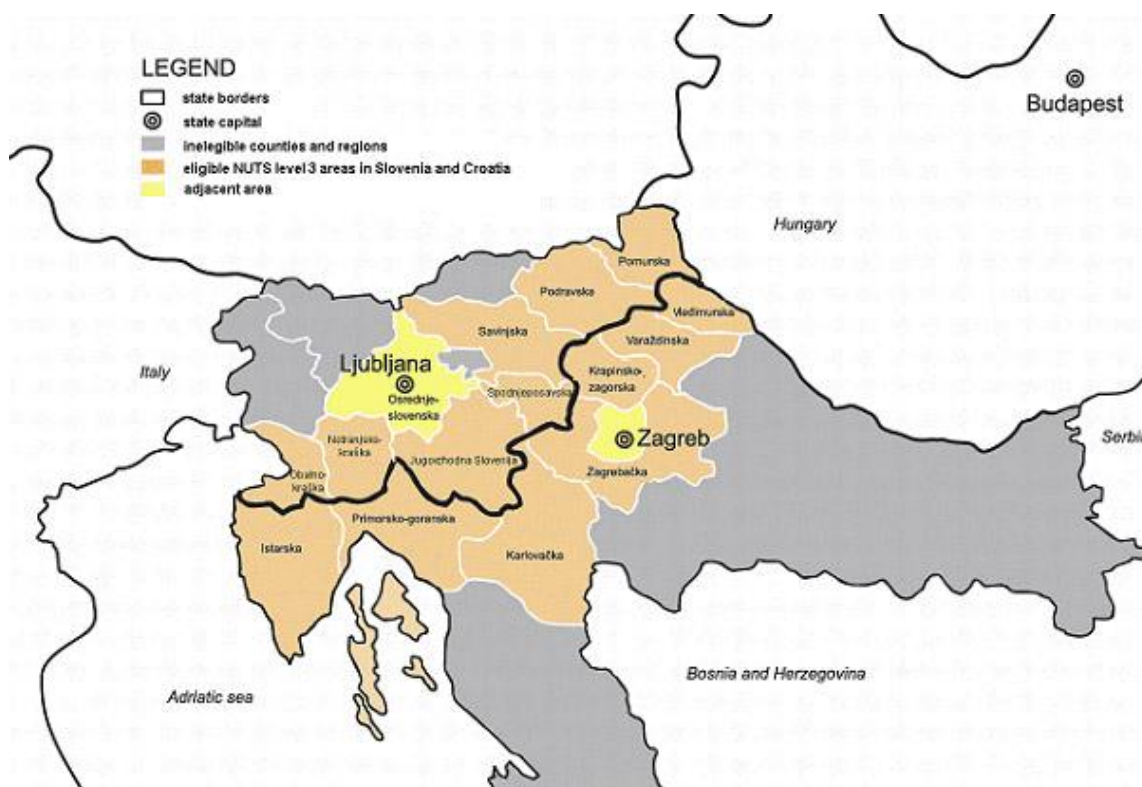 LEGEND
state borders
state capital
inelegible counties and regions
eligible NUTS level 3 areas in Slovenia and Croatia
adjacent area
Budapest
Hungary
Pomurska
Podravska
Međimurska
Savinjska
Varaždinska
Italy
Ljubljana
Krapinsko-
zagorska
Spodnjeposavska
Osrednje-
slovenska
Zagreb
Serbia
Notranjsko-
kraška
Jugovzhodna Slovenija
Zagrebačka
Obalno-
kraška
Primorsko-goranska
Istarska
Karlovačka
Bosnia and Herzegovina
Adriatic sea